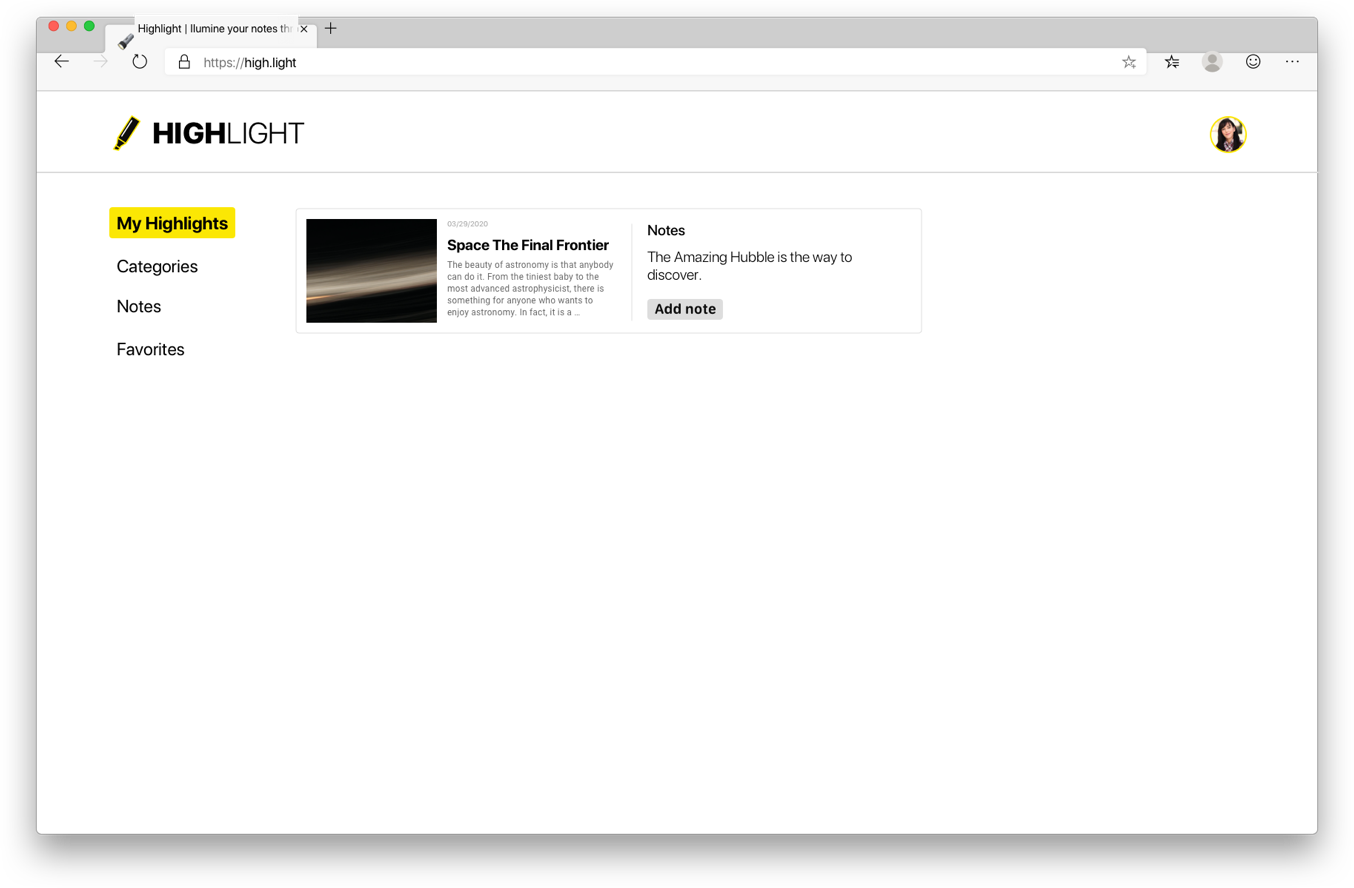 Highlight | Ilumine your notes thr
https://high.light
HIGHLIGHT
My Highlights
Categories
Notes
Favorites
03/29/2020
Space The Final Frontier
The beauty of astronomy is that anybody
can do it. From the tiniest baby to the
most advanced astrophysicist, there is
something for anyone who wants to
enjoy astronomy. In fact, it is a ...
Notes
The Amazing Hubble is the way to
discover.
Add note